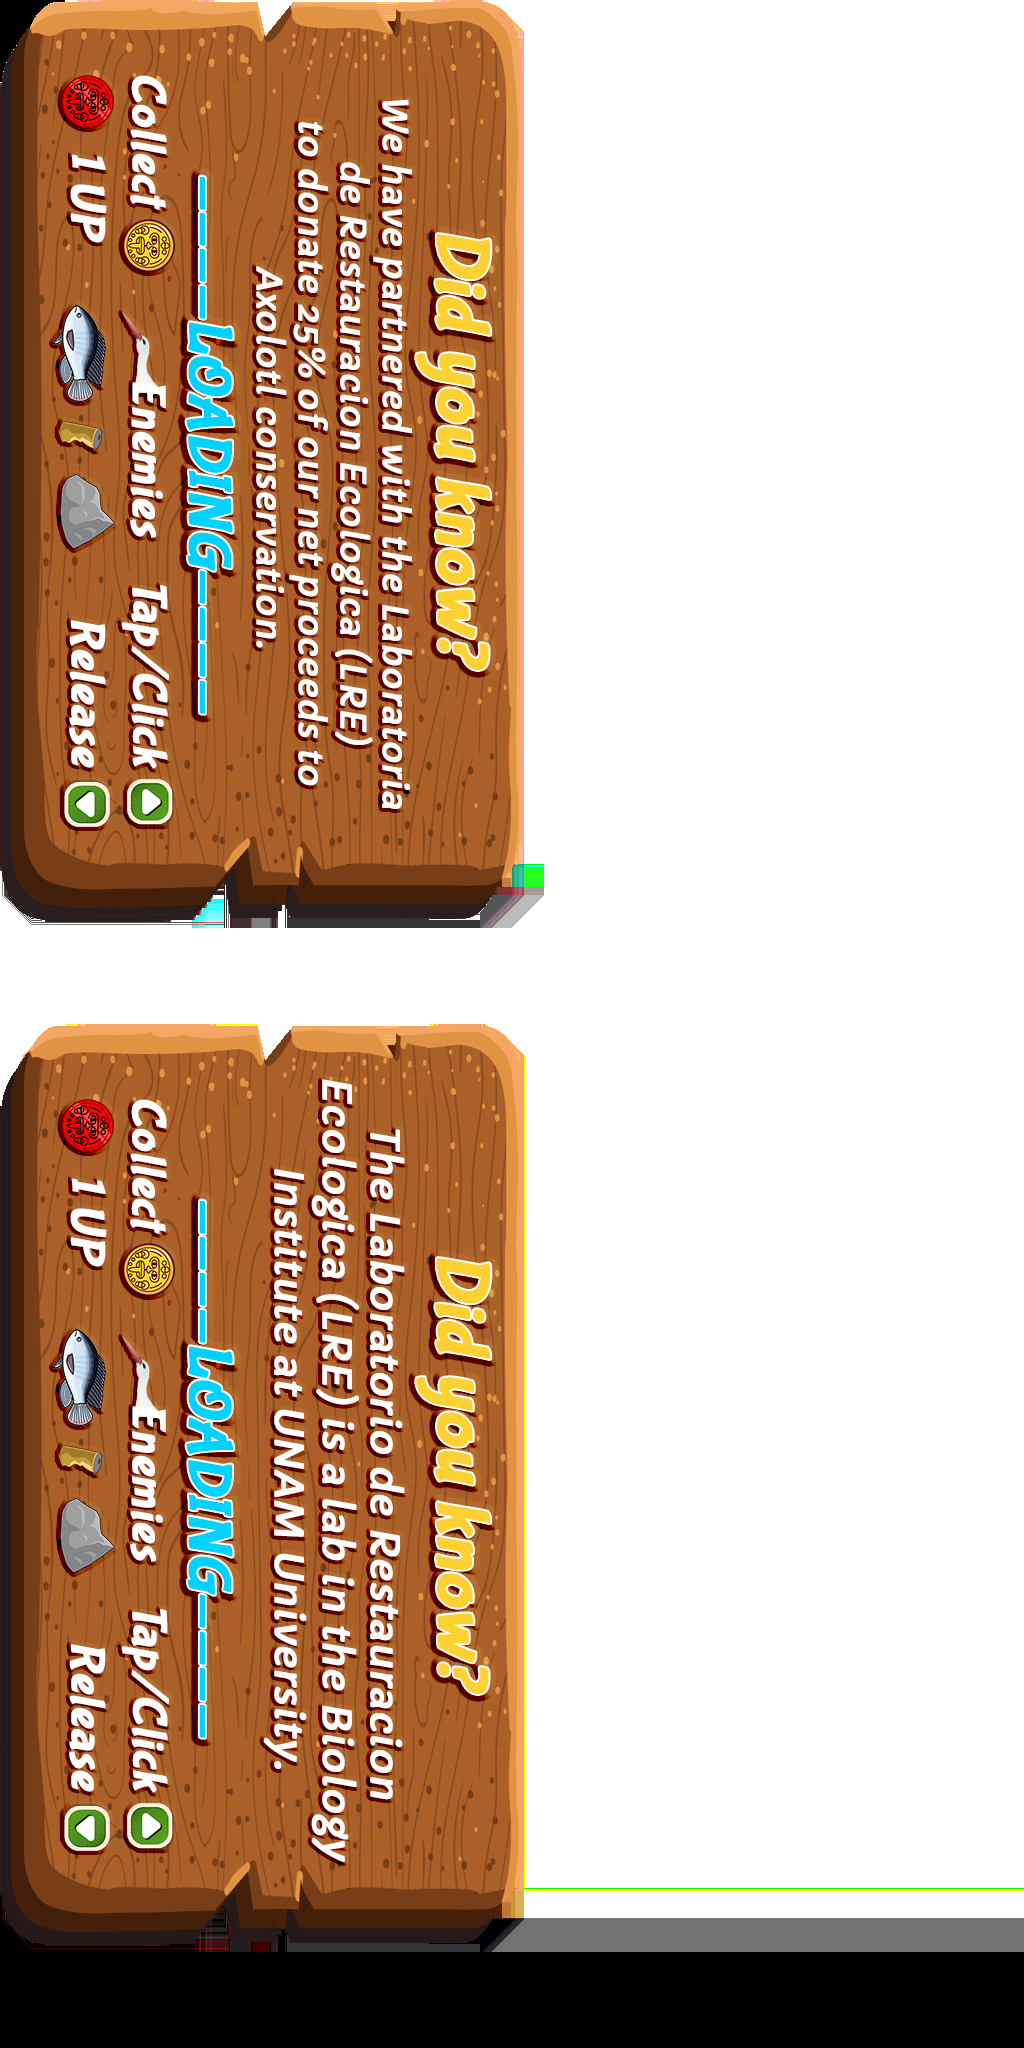 Did you know?
We have partnered with the Laboratoria
de Restauracion Ecologica (LRE)
to donate 25% of our net proceeds to
Axolotl conservation.
LOADING
Collect Enemies Tap/Click
1 UP Release
Did you know?
The Laboratorio de Restauracion
Ecologica (LRE) is a lab in the Biology
Institute at UNAM University.
LOADING
Collect Enemies Tap/Click
1 UP Release